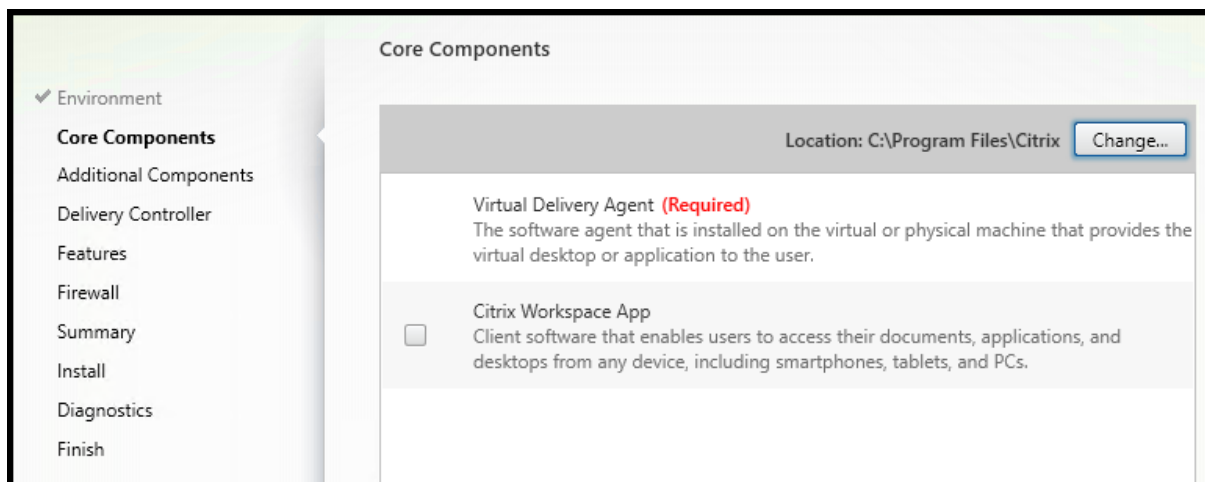 Core Components
Environment
Core Components
Additional Components
Delivery Controller
Features
Firewall
Summary
Install
Diagnostics
Finish
Location: C:\Program Files\Citrix
Change...
Virtual Delivery Agent (Required)
The software agent that is installed on the virtual or physical machine that provides the
virtual desktop or application to the user.
Citrix Workspace App
Client software that enables users to access their documents, applications, and
desktops from any device, including smartphones, tablets, and PCs.